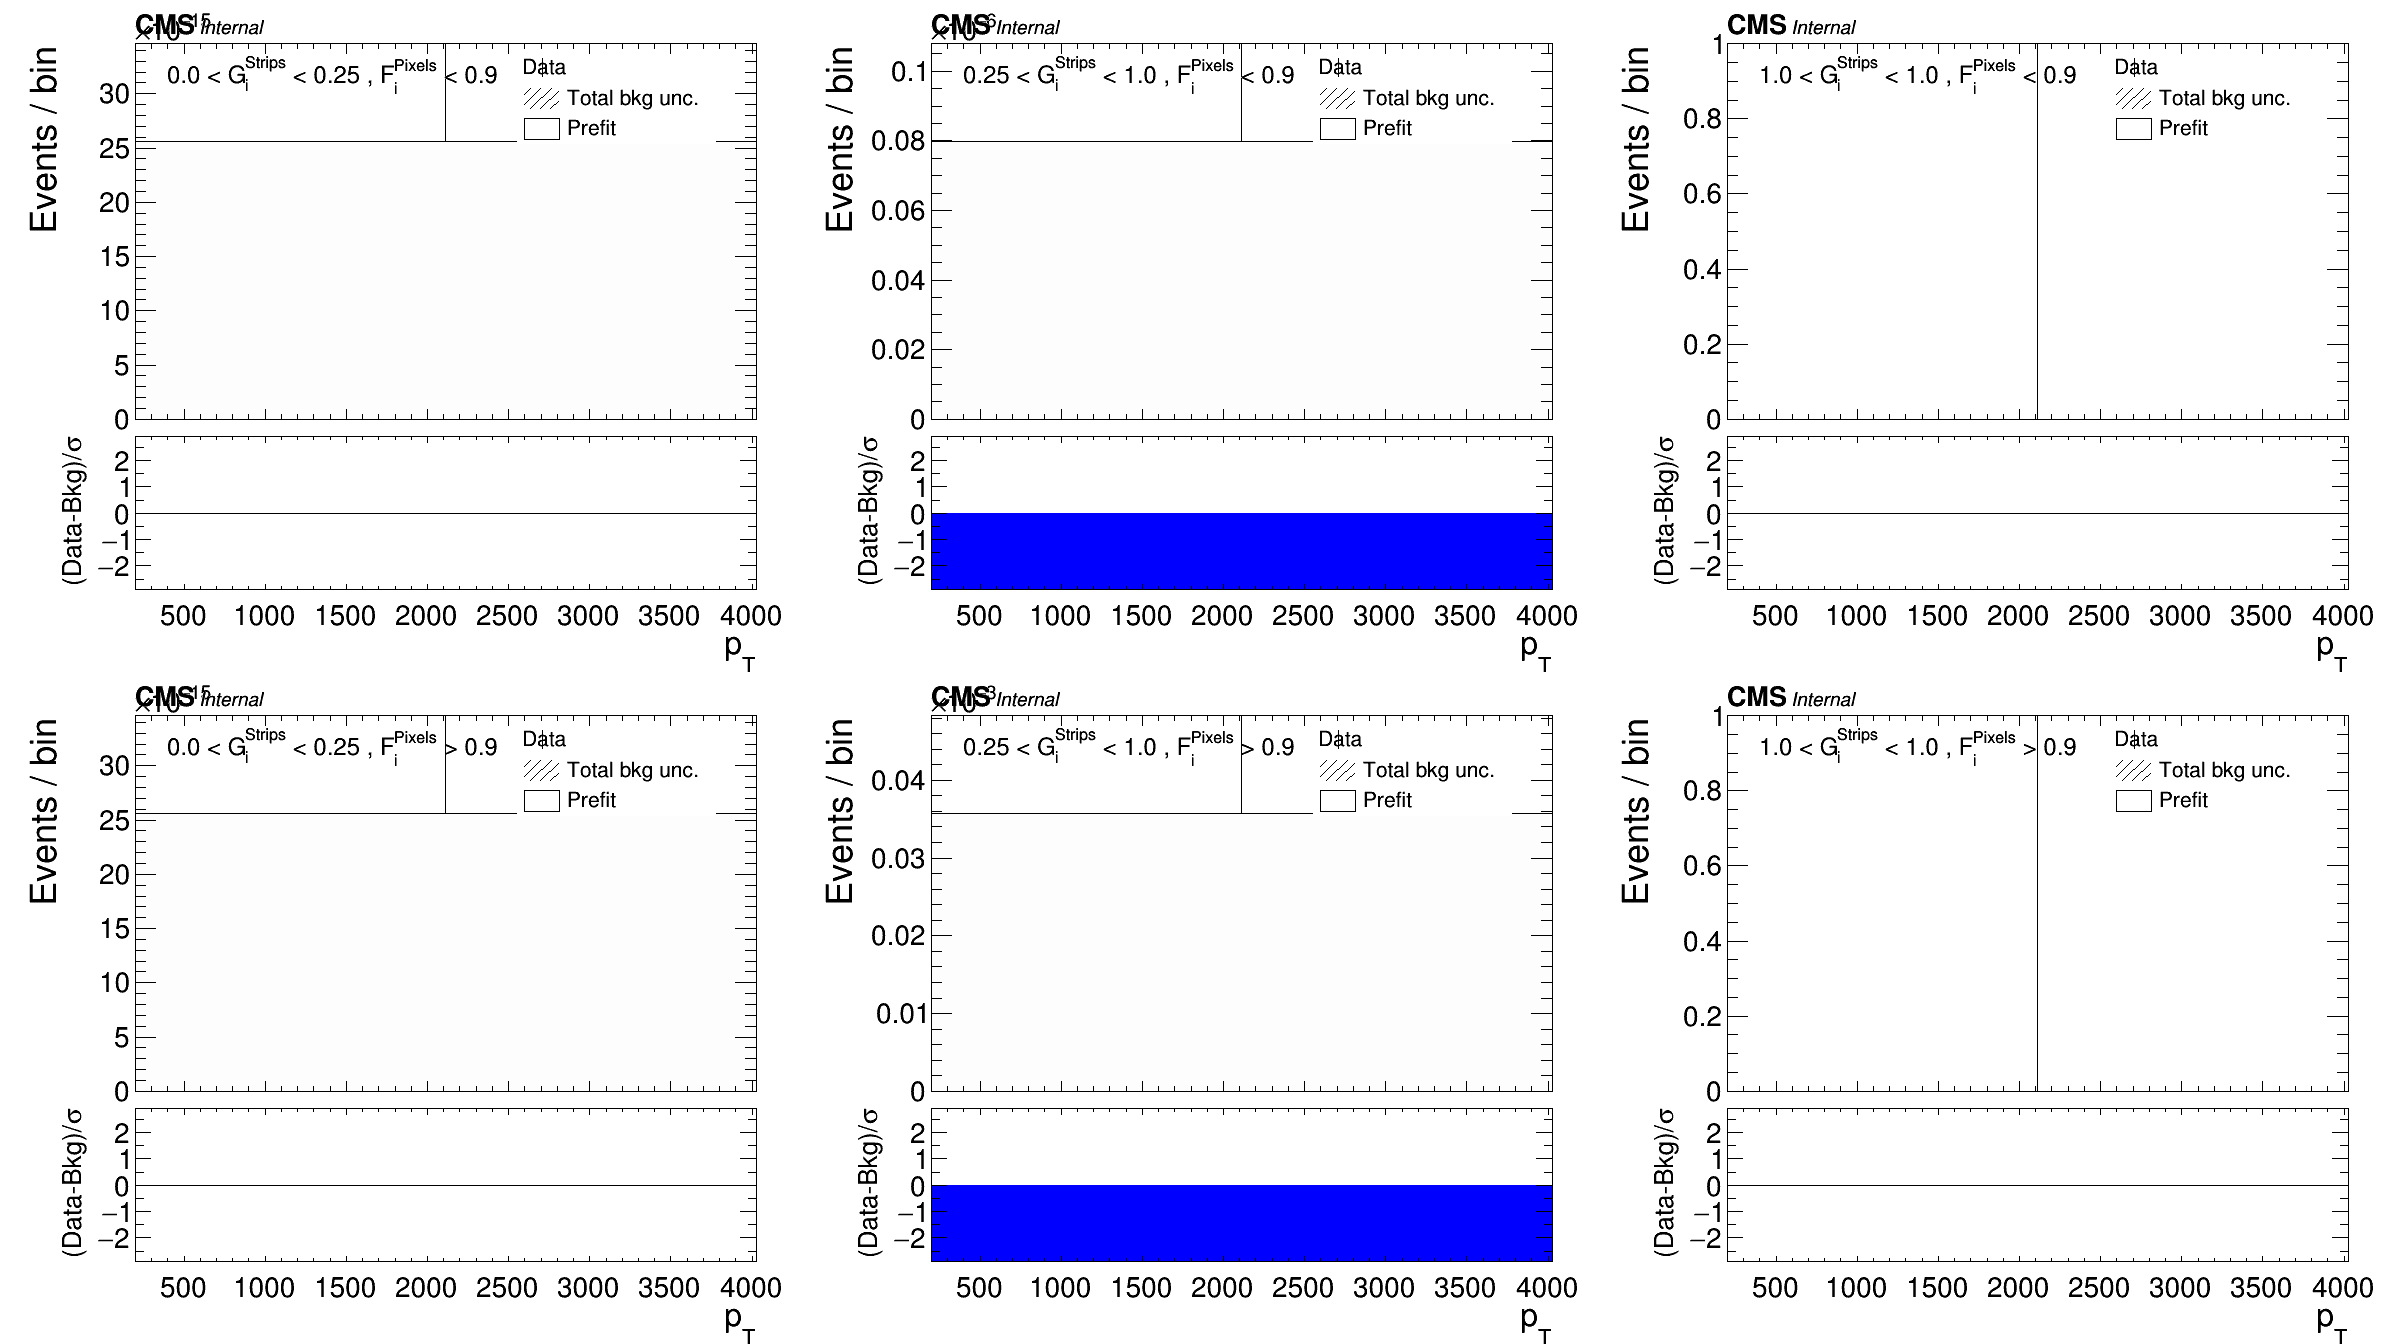 CMS Internal
×10⁻¹⁵
Events / bin
0.0 < G_i^Strips < 0.25 , F_i^Pixels < 0.9
Data
Total bkg unc.
Prefit
30
25
20
15
10
5
0
(Data-Bkg)/σ
2
1
0
−1
−2
500 1000 1500 2000 2500 3000 3500 4000
p_T
CMS Internal
×10⁻⁶
Events / bin
0.25 < G_i^Strips < 1.0 , F_i^Pixels < 0.9
Data
Total bkg unc.
Prefit
0.1
0.08
0.06
0.04
0.02
0
(Data-Bkg)/σ
2
1
0
−1
−2
500 1000 1500 2000 2500 3000 3500 4000
p_T
CMS Internal
Events / bin
1.0 < G_i^Strips < 1.0 , F_i^Pixels < 0.9
Data
Total bkg unc.
Prefit
1
0.8
0.6
0.4
0.2
0
(Data-Bkg)/σ
2
1
0
−1
−2
500 1000 1500 2000 2500 3000 3500 4000
p_T
CMS Internal
×10⁻¹⁵
Events / bin
0.0 < G_i^Strips < 0.25 , F_i^Pixels > 0.9
Data
Total bkg unc.
Prefit
30
25
20
15
10
5
0
(Data-Bkg)/σ
2
1
0
−1
−2
500 1000 1500 2000 2500 3000 3500 4000
p_T
CMS Internal
×10⁻³
Events / bin
0.25 < G_i^Strips < 1.0 , F_i^Pixels > 0.9
Data
Total bkg unc.
Prefit
0.04
0.03
0.02
0.01
0
(Data-Bkg)/σ
2
1
0
−1
−2
500 1000 1500 2000 2500 3000 3500 4000
p_T
CMS Internal
Events / bin
1.0 < G_i^Strips < 1.0 , F_i^Pixels > 0.9
Data
Total bkg unc.
Prefit
1
0.8
0.6
0.4
0.2
0
(Data-Bkg)/σ
2
1
0
−1
−2
500 1000 1500 2000 2500 3000 3500 4000
p_T